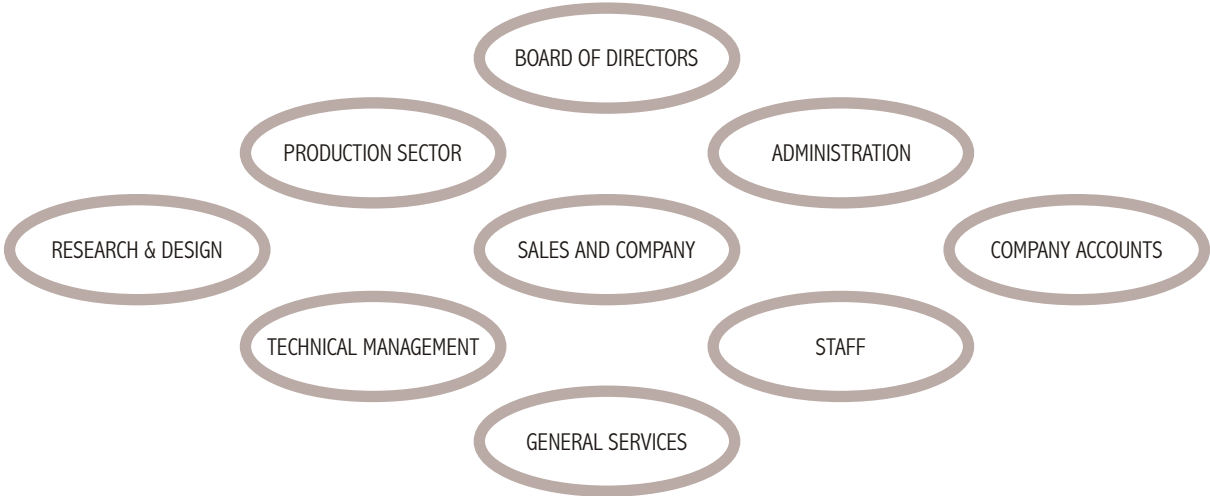 BOARD OF DIRECTORS
PRODUCTION SECTOR
ADMINISTRATION
RESEARCH & DESIGN
SALES AND COMPANY
COMPANY ACCOUNTS
TECHNICAL MANAGEMENT
STAFF
GENERAL SERVICES